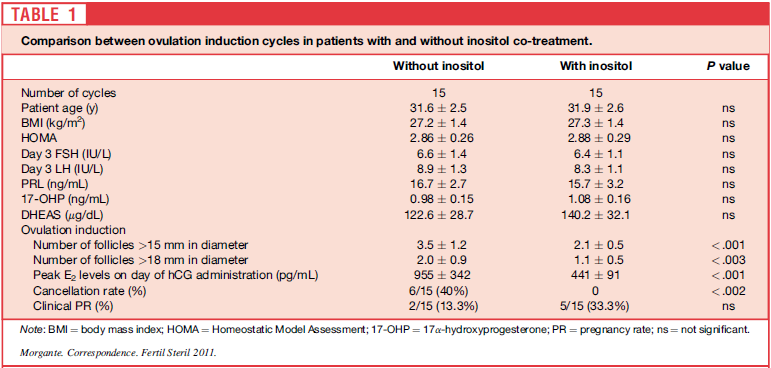 TABLE 1
Comparison between ovulation induction cycles in patients with and without inositol co-treatment.
Without inositol With inositol P value
Number of cycles 15 15
Patient age (y) 31.6 ± 2.5 31.9 ± 2.6 ns
BMI (kg/m²) 27.2 ± 1.4 27.3 ± 1.4 ns
HOMA 2.86 ± 0.26 2.88 ± 0.29 ns
Day 3 FSH (IU/L) 6.6 ± 1.4 6.4 ± 1.1 ns
Day 3 LH (IU/L) 8.9 ± 1.3 8.3 ± 1.1 ns
PRL (ng/mL) 16.7 ± 2.7 15.7 ± 3.2 ns
17-OHP (ng/mL) 0.98 ± 0.15 1.08 ± 0.16 ns
DHEAS (μg/dL) 122.6 ± 28.7 140.2 ± 32.1 ns
Ovulation induction
Number of follicles >15 mm in diameter 3.5 ± 1.2 2.1 ± 0.5 <.001
Number of follicles >18 mm in diameter 2.0 ± 0.9 1.1 ± 0.5 <.003
Peak E₂ levels on day of hCG administration (pg/mL) 955 ± 342 441 ± 91 <.001
Cancellation rate (%) 6/15 (40%) 0 <.002
Clinical PR (%) 2/15 (13.3%) 5/15 (33.3%) ns
Note: BMI = body mass index; HOMA = Homeostatic Model Assessment; 17-OHP = 17α-hydroxyprogesterone; PR = pregnancy rate; ns = not significant.
Morgante. Correspondence. Fertil Steril 2011.